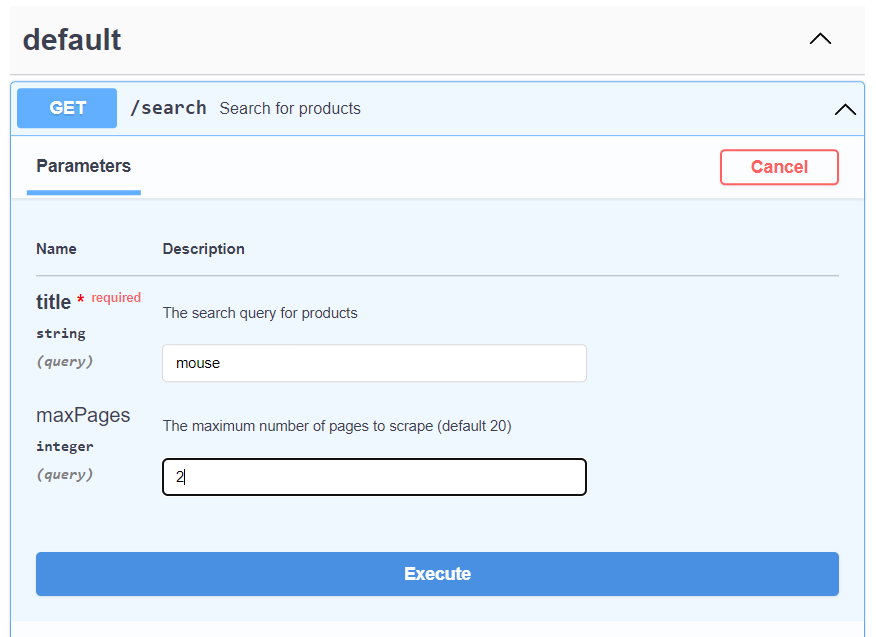 default
GET /search Search for products
Parameters Cancel
Name Description
title * required
The search query for products
string
(query)
mouse
maxPages
The maximum number of pages to scrape (default 20)
integer
(query)
2
Execute